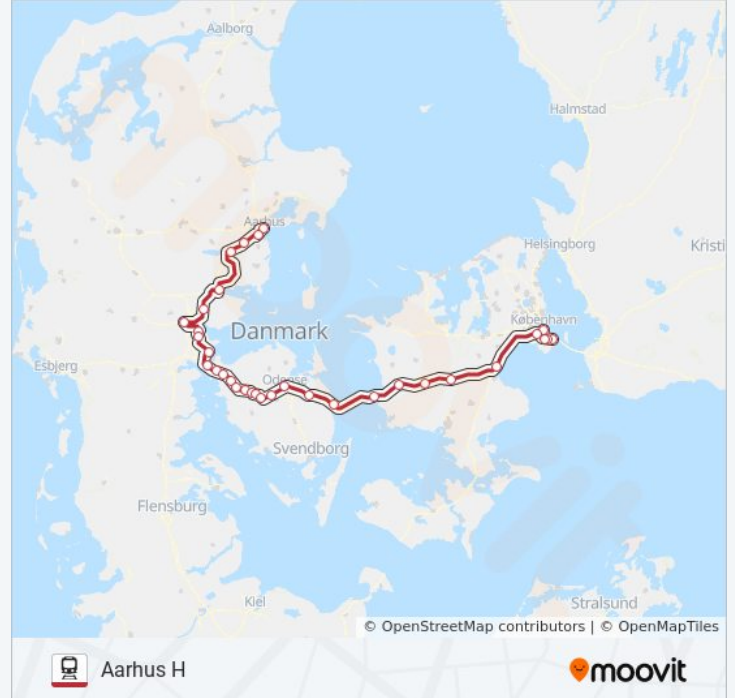 Aalborg
Halmstad
Aarhus
Helsingborg
Kristi
København
Danmark
Esbjerg
Odense
Svendborg
Flensburg
Kiel
Stralsund
© OpenStreetMap contributors | © OpenMapTiles
Aarhus H
moovit